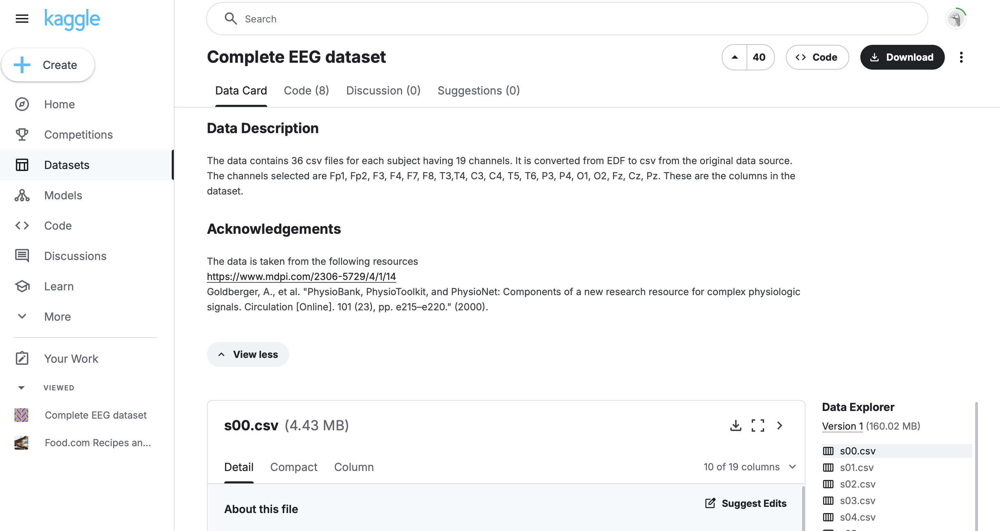 kaggle
Search
Create
Home
Competitions
Datasets
Models
Code
Discussions
Learn
More
Your Work
VIEWED
Complete EEG dataset
Food.com Recipes an...
Complete EEG dataset
40
Code
Download
Data Card
Code (8)
Discussion (0)
Suggestions (0)
Data Description
The data contains 36 csv files for each subject having 19 channels. It is converted from EDF to csv from the original data source.
The channels selected are Fp1, Fp2, F3, F4, F7, F8, T3,T4, C3, C4, T5, T6, P3, P4, O1, O2, Fz, Cz, Pz. These are the columns in the
dataset.
Acknowledgements
The data is taken from the following resources
https://www.mdpi.com/2306-5729/4/1/14
Goldberger, A., et al. "PhysioBank, PhysioToolkit, and PhysioNet: Components of a new research resource for complex physiologic
signals. Circulation [Online]. 101 (23), pp. e215–e220." (2000).
View less
s00.csv (4.43 MB)
Detail
Compact
Column
10 of 19 columns
About this file
Suggest Edits
Data Explorer
Version 1 (160.02 MB)
s00.csv
s01.csv
s02.csv
s03.csv
s04.csv